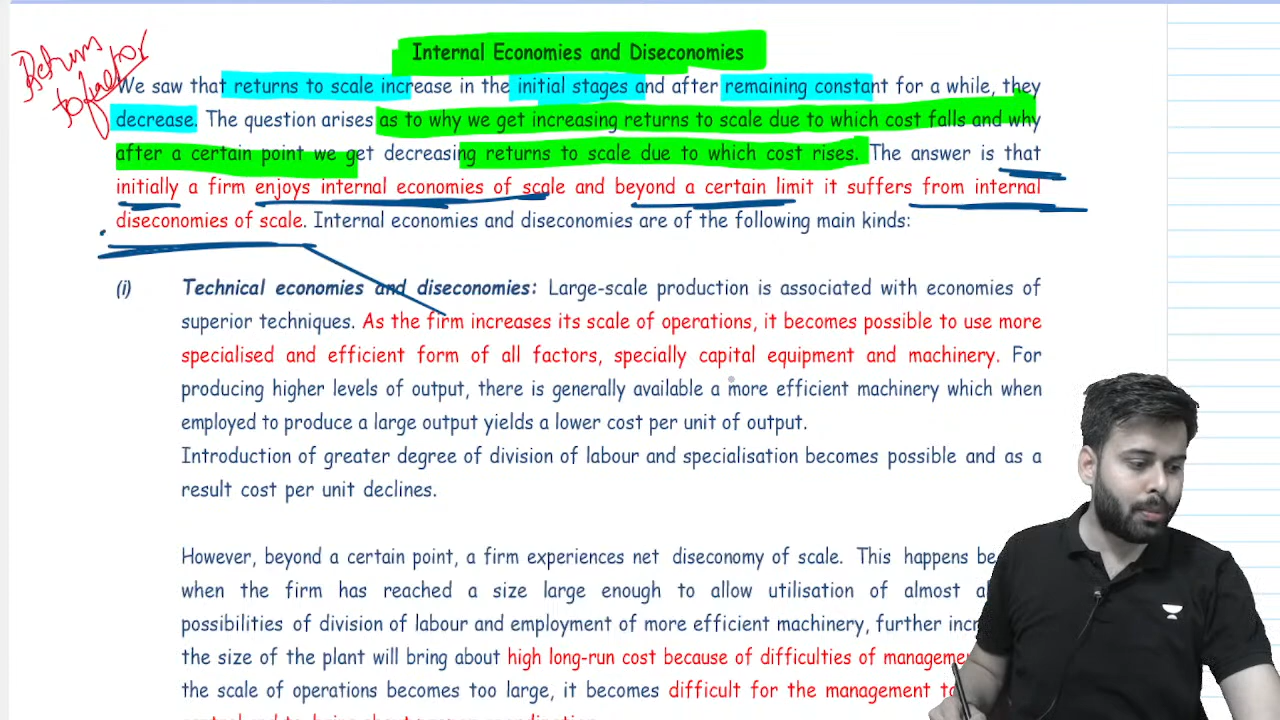 Returns
to factor
Internal Economies and Diseconomies
We saw that returns to scale increase in the initial stages and after remaining constant for a while, they
decrease. The question arises as to why we get increasing returns to scale due to which cost falls and why
after a certain point we get decreasing returns to scale due to which cost rises. The answer is that
initially a firm enjoys internal economies of scale and beyond a certain limit it suffers from internal
diseconomies of scale. Internal economies and diseconomies are of the following main kinds:
(i) Technical economies and diseconomies: Large-scale production is associated with economies of
superior techniques. As the firm increases its scale of operations, it becomes possible to use more
specialised and efficient form of all factors, specially capital equipment and machinery. For
producing higher levels of output, there is generally available a more efficient machinery which when
employed to produce a large output yields a lower cost per unit of output.
Introduction of greater degree of division of labour and specialisation becomes possible and as a
result cost per unit declines.
However, beyond a certain point, a firm experiences net diseconomy of scale. This happens
when the firm has reached a size large enough to allow utilisation of almost
possibilities of division of labour and employment of more efficient machinery, further
the size of the plant will bring about high long-run cost because of difficulties of
the scale of operations becomes too large, it becomes difficult for the management